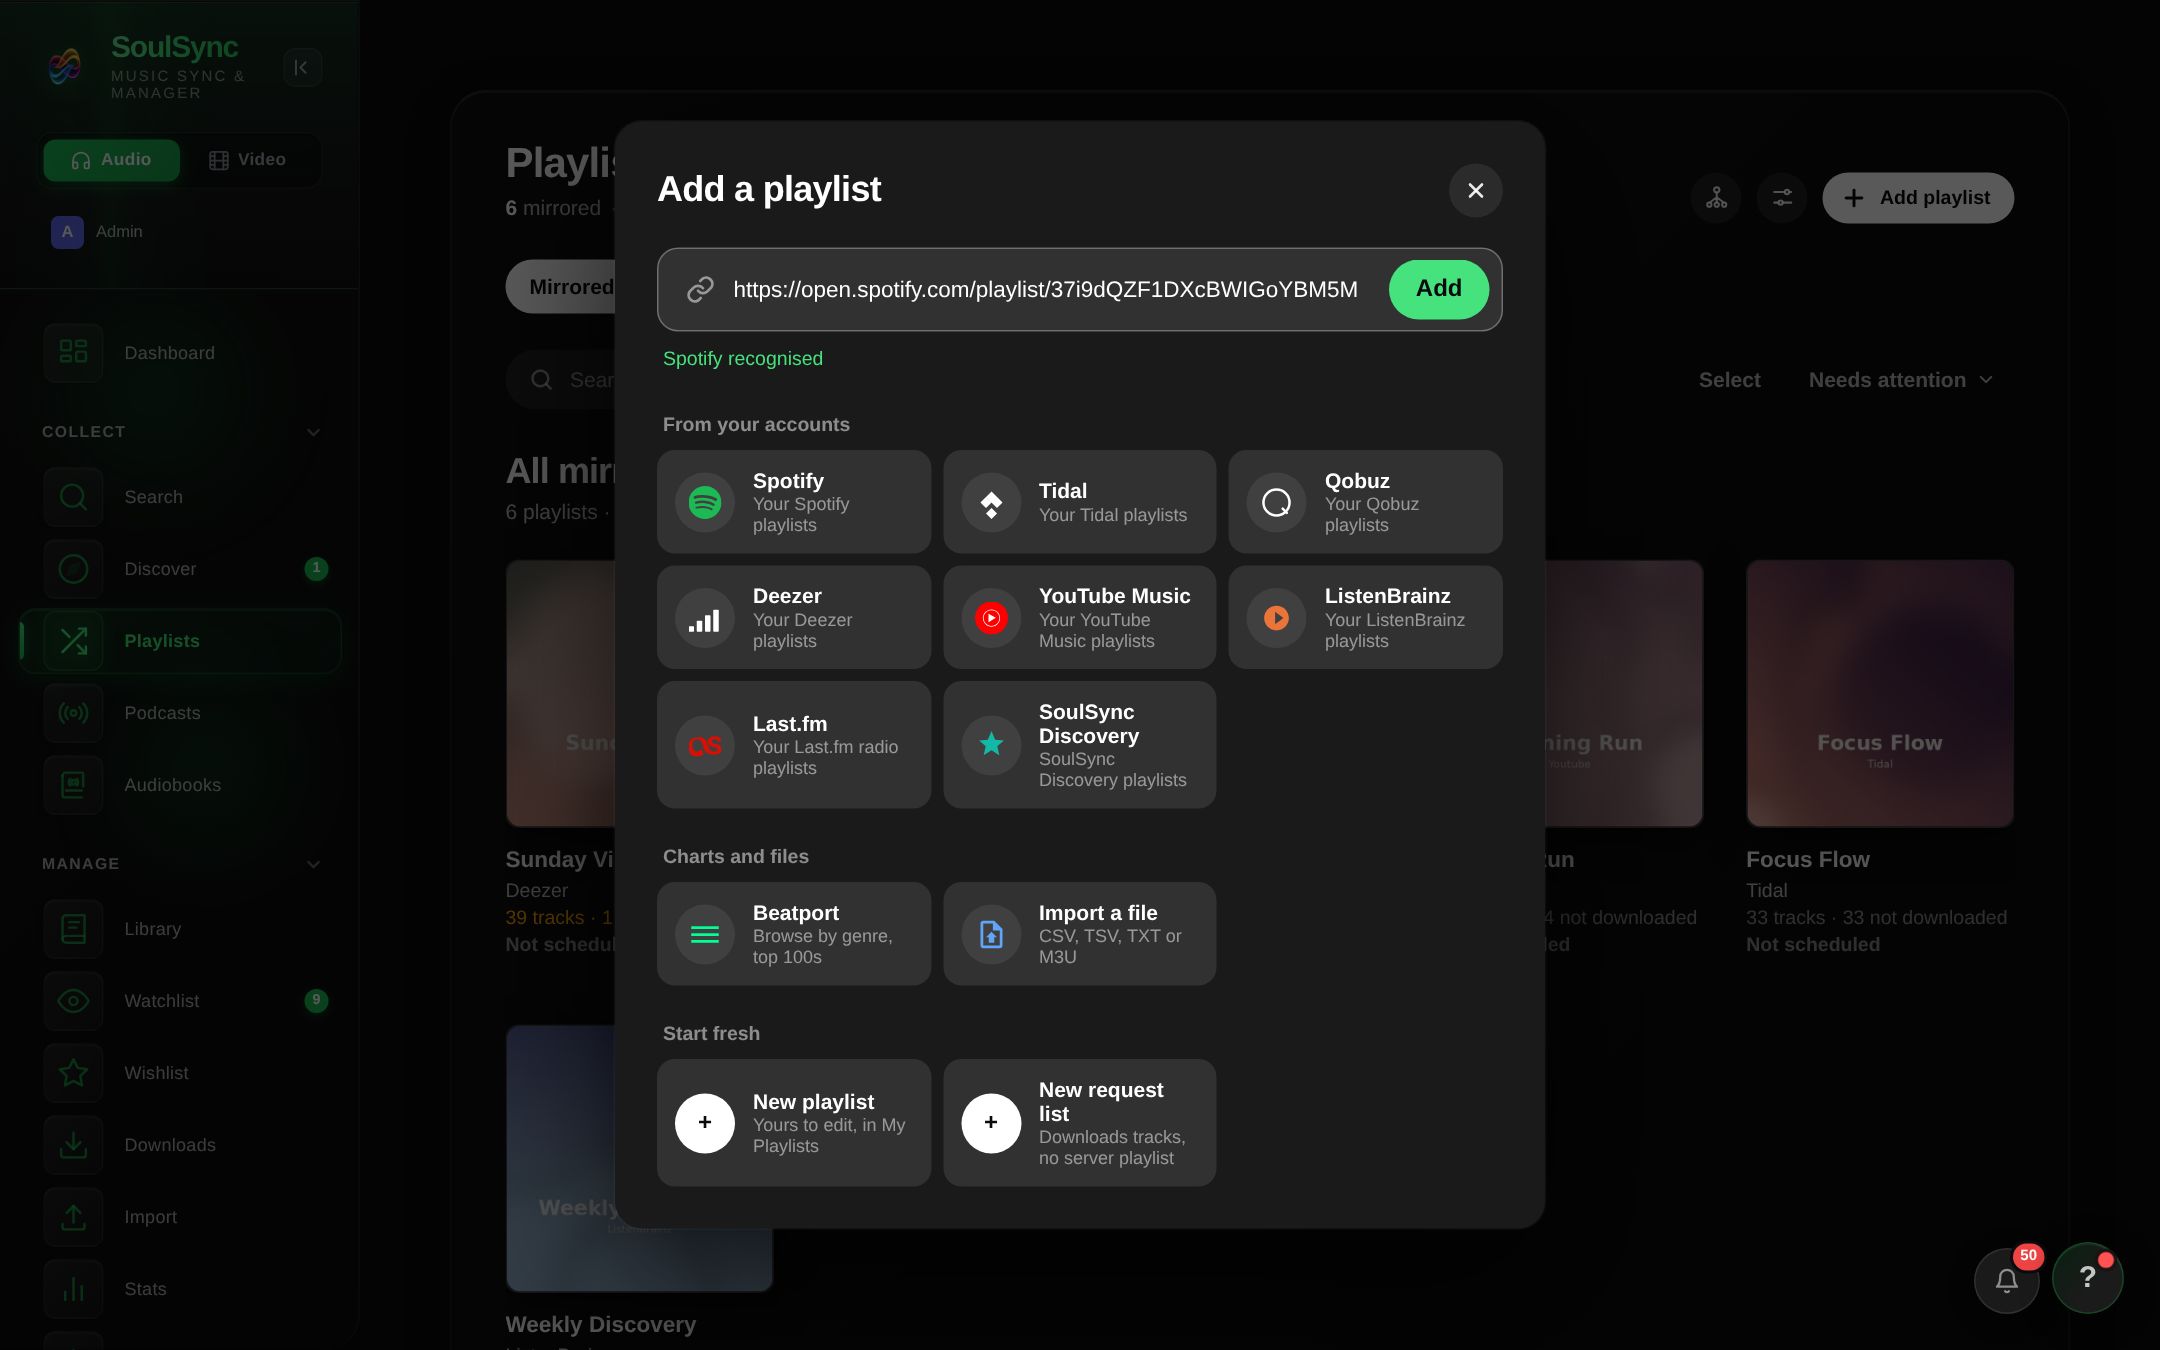 SoulSync
MUSIC SYNC &
MANAGER
Audio
Video
A
Admin
Dashboard
COLLECT
Search
Discover
1
Playlists
Podcasts
Audiobooks
MANAGE
Library
Watchlist
9
Wishlist
Downloads
Import
Stats
Playlis
6 mirrored ·
Add playlist
Mirrored
Sear
Select
Needs attention
All mirr
6 playlists ·
Add a playlist
https://open.spotify.com/playlist/37i9dQZF1DXcBWIGoYBM5M
Add
Spotify recognised
From your accounts
Spotify
Your Spotify
playlists
Tidal
Your Tidal playlists
Qobuz
Your Qobuz
playlists
Deezer
Your Deezer
playlists
YouTube Music
Your YouTube
Music playlists
ListenBrainz
Your ListenBrainz
playlists
Last.fm
Your Last.fm radio
playlists
SoulSync
Discovery
SoulSync
Discovery playlists
Charts and files
Beatport
Browse by genre,
top 100s
Import a file
CSV, TSV, TXT or
M3U
Start fresh
New playlist
Yours to edit, in My
Playlists
New request
list
Downloads tracks,
no server playlist
Sund
Sunday Vi
Deezer
39 tracks · 1
Not schedul
ning Run
Youtube
un
4 not downloaded
led
Focus Flow
Tidal
Focus Flow
Tidal
33 tracks · 33 not downloaded
Not scheduled
Weekly
Weekly Discovery
50
?